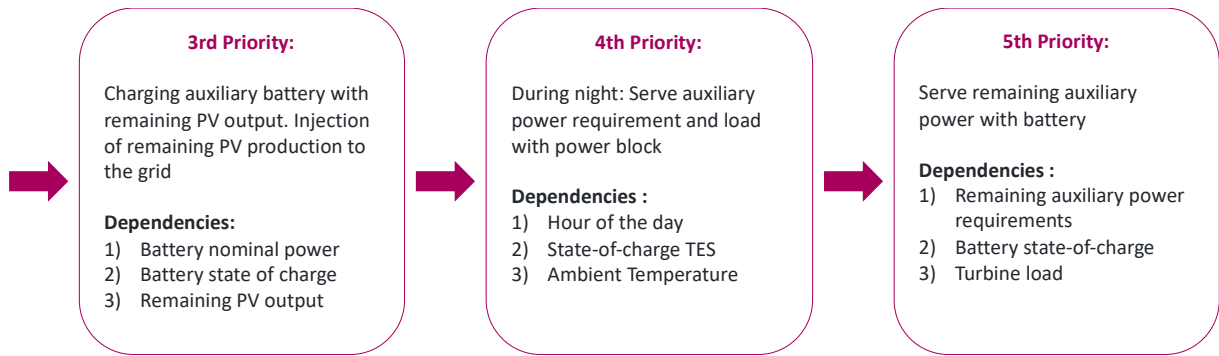 3rd Priority:
Charging auxiliary battery with
remaining PV output. Injection
of remaining PV production to
the grid
Dependencies:
1) Battery nominal power
2) Battery state of charge
3) Remaining PV output
4th Priority:
During night: Serve auxiliary
power requirement and load
with power block
Dependencies :
1) Hour of the day
2) State-of-charge TES
3) Ambient Temperature
5th Priority:
Serve remaining auxiliary
power with battery
Dependencies :
1) Remaining auxiliary power
requirements
2) Battery state-of-charge
3) Turbine load